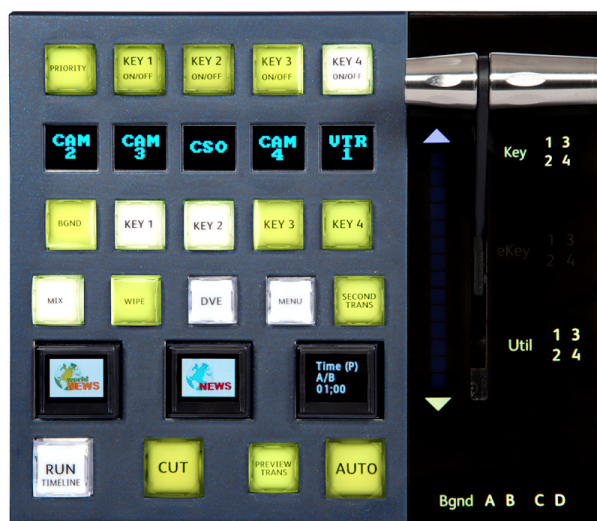 PRIORITY
KEY 1
ON/OFF
KEY 2
ON/OFF
KEY 3
ON/OFF
KEY 4
ON/OFF
CAM
2
CAM
3
CSO
CAM
4
VTR
1
Key 1 3
2 4
BGND
KEY 1
KEY 2
KEY 3
KEY 4
eKey 1 3
2 4
MIX
WIPE
DVE
MENU
SECOND
TRANS
Util 1 3
2 4
world
NEWS
NEWS
Time (P)
A/B
01;00
RUN
TIMELINE
CUT
PREVIEW
TRANS
AUTO
Bgnd A B C D